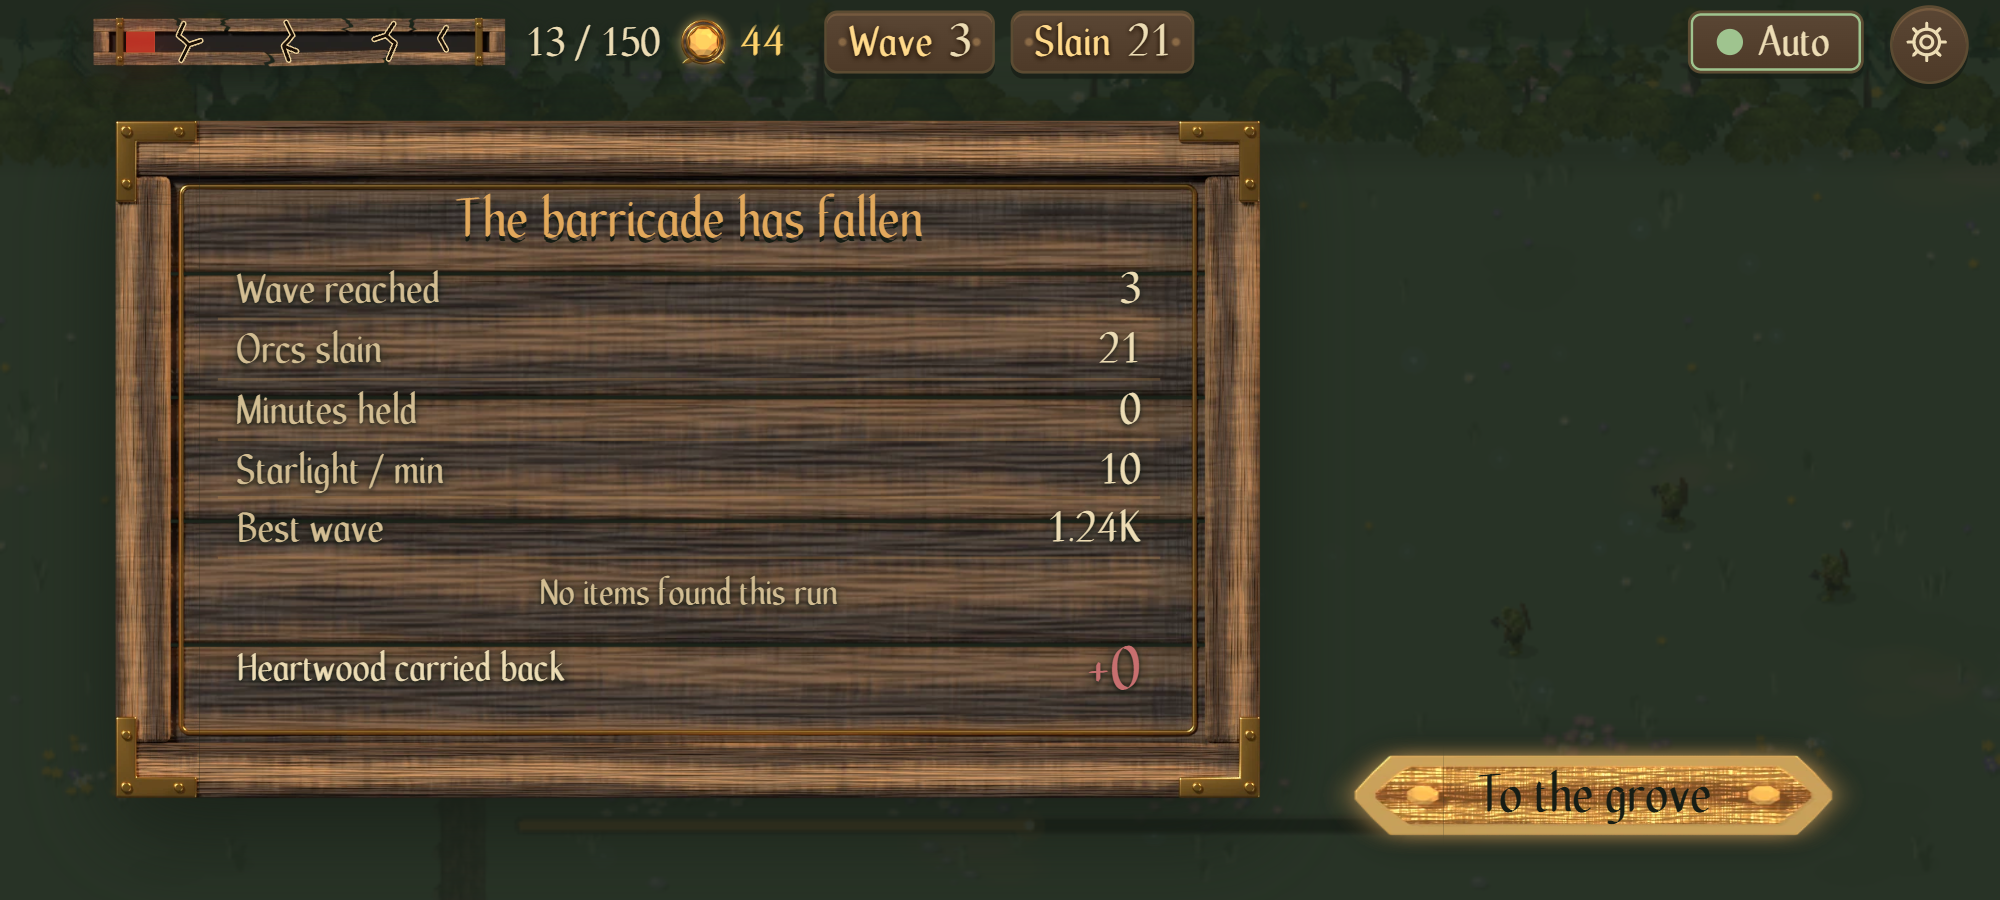 13 / 150 44 Wave 3 Slain 21 Auto
The barricade has fallen
Wave reached 3
Orcs slain 21
Minutes held 0
Starlight / min 10
Best wave 1.24K
No items found this run
Heartwood carried back +0
To the grove